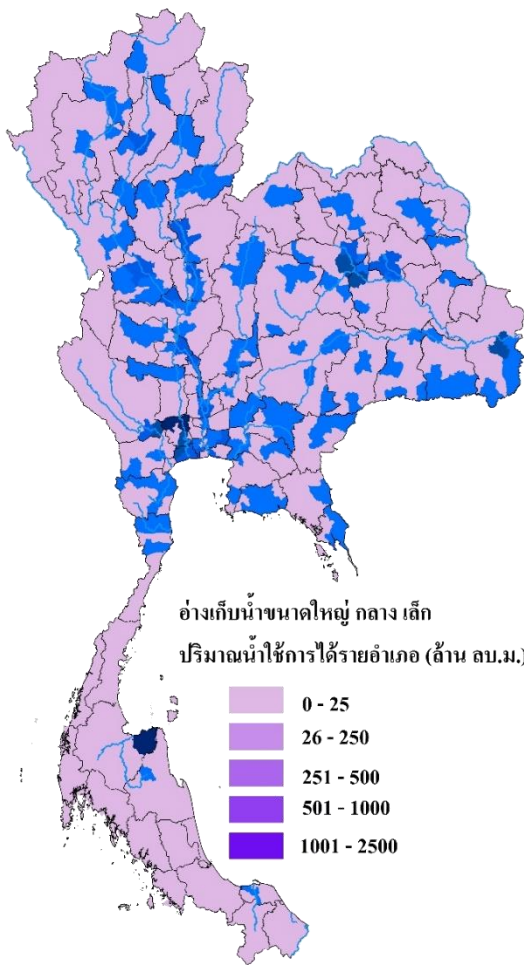 อ่างเก็บน้ำขนาดใหญ่ กลาง เล็ก
ปริมาณน้ำใช้การได้รายอำเภอ (ล้าน ลบ.ม.)
0 - 25
26 - 250
251 - 500
501 - 1000
1001 - 2500